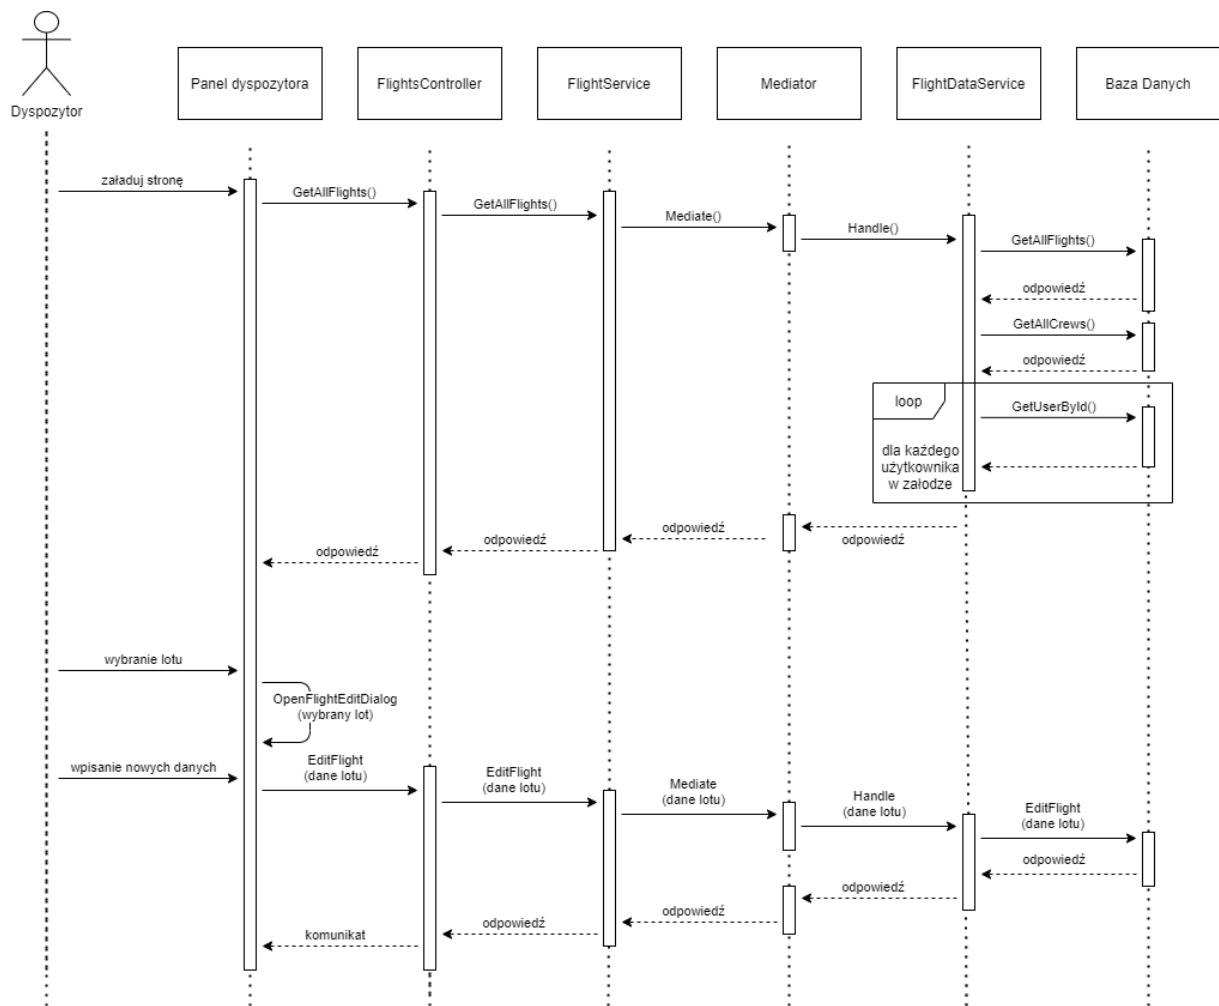 Dyspozytor
Panel dyspozytora
FlightsController
FlightService
Mediator
FlightDataService
Baza Danych
załaduj stronę
GetAllFlights()
GetAllFlights()
Mediate()
Handle()
GetAllFlights()
odpowiedź
GetAllCrews()
odpowiedź
loop
GetUserById()
dla każdego
użytkownika
w załodze
odpowiedź
odpowiedź
odpowiedź
odpowiedź
wybranie lotu
OpenFlightEditDialog
(wybrany lot)
wpisanie nowych danych
EditFlight
(dane lotu)
EditFlight
(dane lotu)
Mediate
(dane lotu)
Handle
(dane lotu)
EditFlight
(dane lotu)
odpowiedź
odpowiedź
odpowiedź
odpowiedź
komunikat